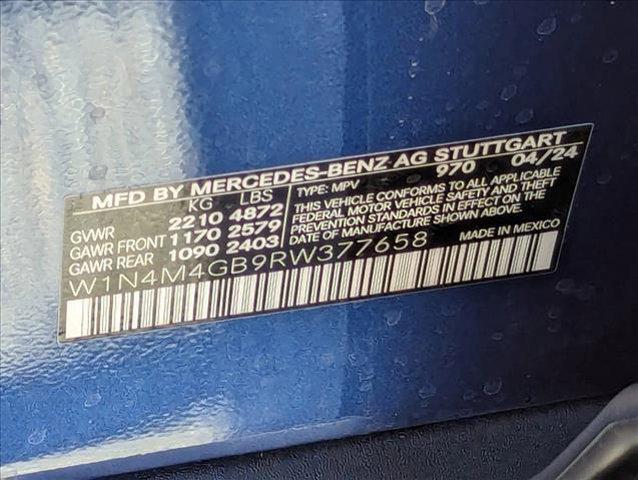 MFD BY MERCEDES-BENZ AG STUTTGART
KG LBS
TYPE: MPV
970 04/24
GVWR 2210 4872
GAWR FRONT 1170 2579
GAWR REAR 1090 2403
THIS VEHICLE CONFORMS TO ALL APPLICABLE
FEDERAL MOTOR VEHICLE SAFETY AND THEFT
PREVENTION STANDARDS IN EFFECT ON THE
DATE OF MANUFACTURE SHOWN ABOVE.
MADE IN MEXICO
W1N4M4GB9RW377658